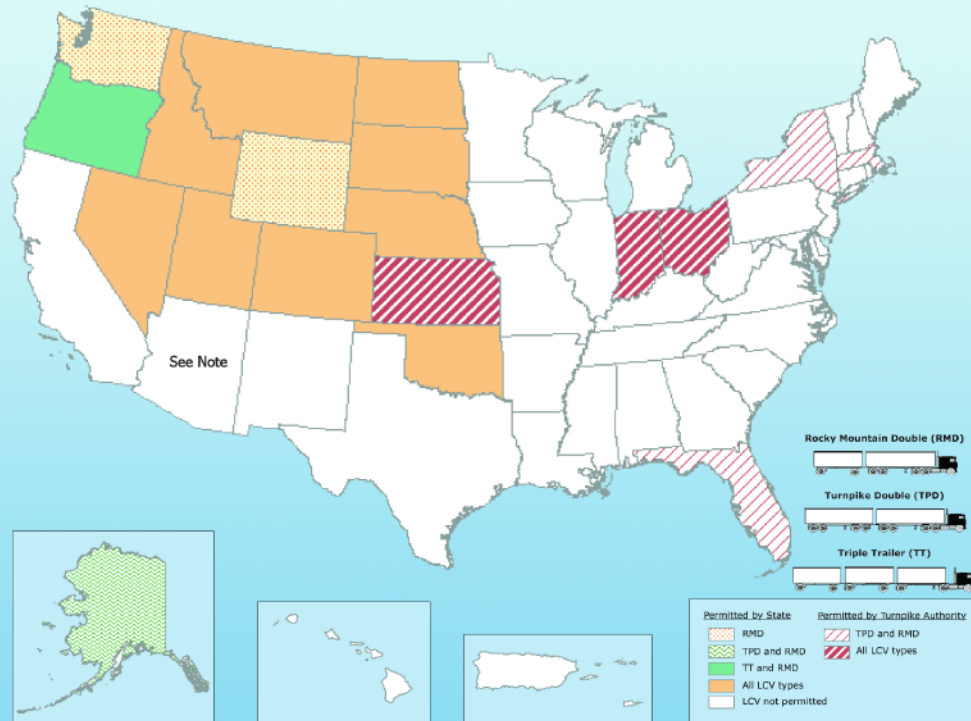 See Note
Rocky Mountain Double (RMD)
Turnpike Double (TPD)
Triple Trailer (TT)
Permitted by State
RMD
TPD and RMD
TT and RMD
All LCV types
LCV not permitted
Permitted by Turnpike Authority
TPD and RMD
All LCV types